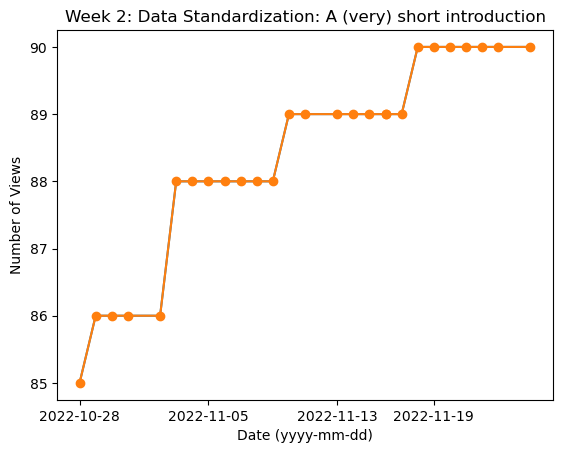 Week 2: Data Standardization: A (very) short introduction
90
89
88
87
86
85
Number of Views
2022-10-28 2022-11-05 2022-11-13 2022-11-19
Date (yyyy-mm-dd)